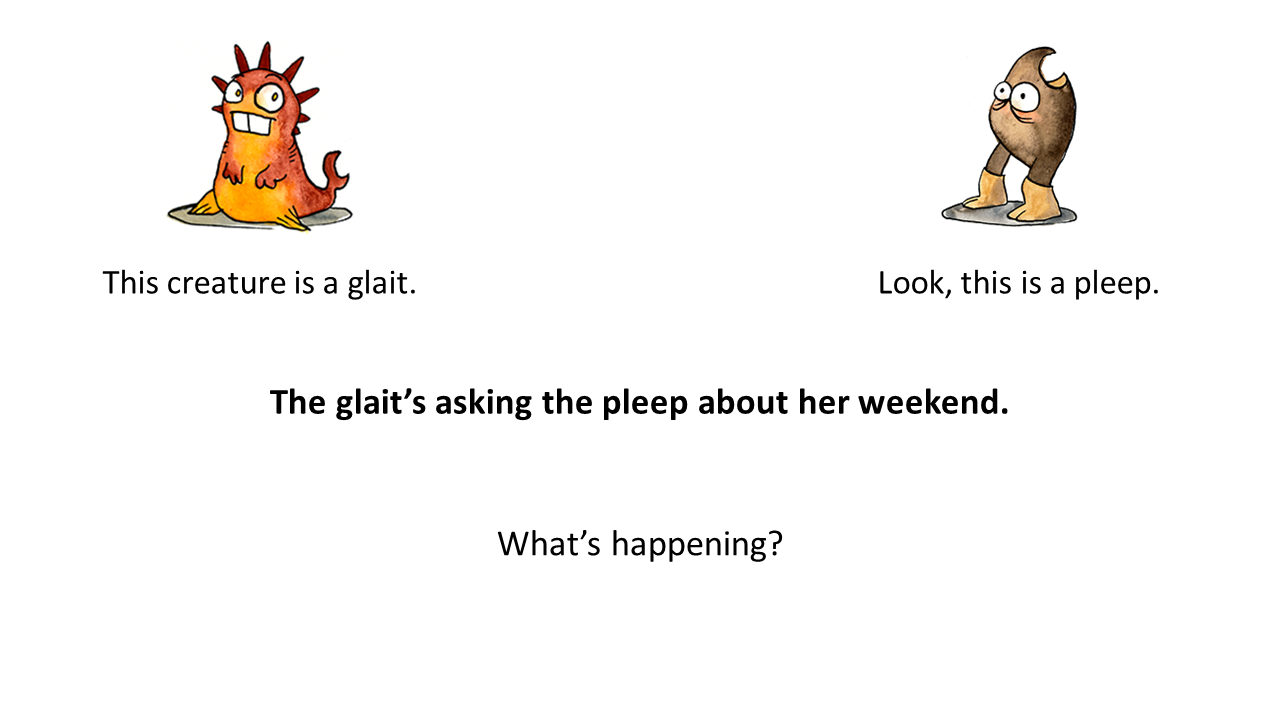 This creature is a glait.
Look, this is a pleep.
The glait’s asking the pleep about her weekend.
What’s happening?